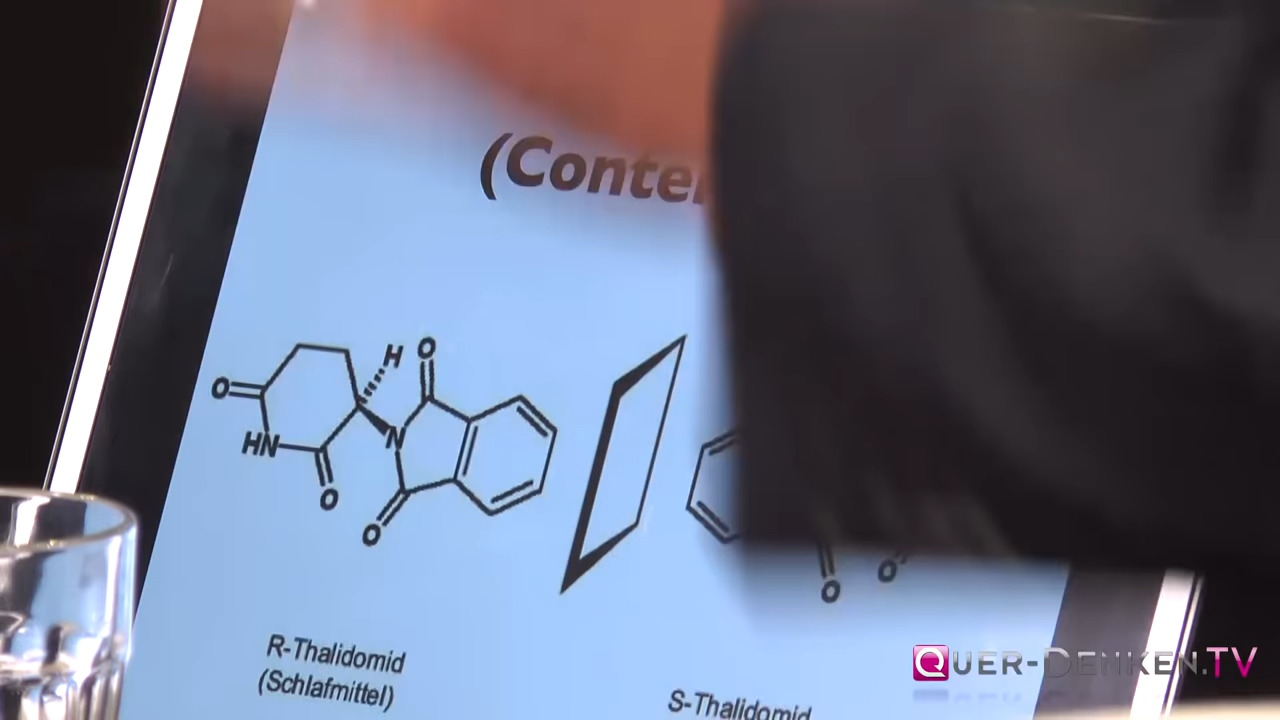 (Conte
H O
O
HN
N
O
O
O
O
R-Thalidomid
(Schlafmittel)
S-Thalidomid
QUER-DENKEN.TV